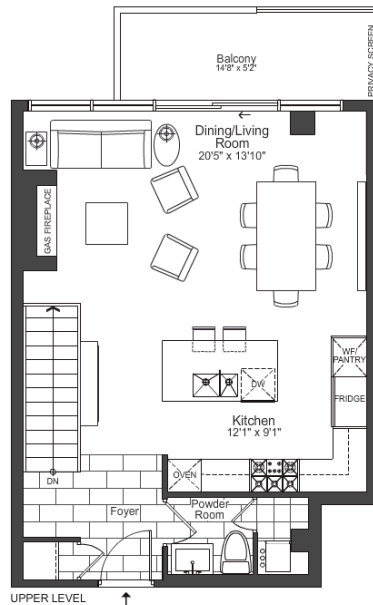 Balcony
14'8" x 5'2"
PRIVACY SCREEN
Dining/Living
Room
20'5" x 13'10"
GAS FIREPLACE
WF/
PANTRY
DW
FRIDGE
Kitchen
12'1" x 9'1"
OVEN
DN
Foyer
Powder
Room
UPPER LEVEL